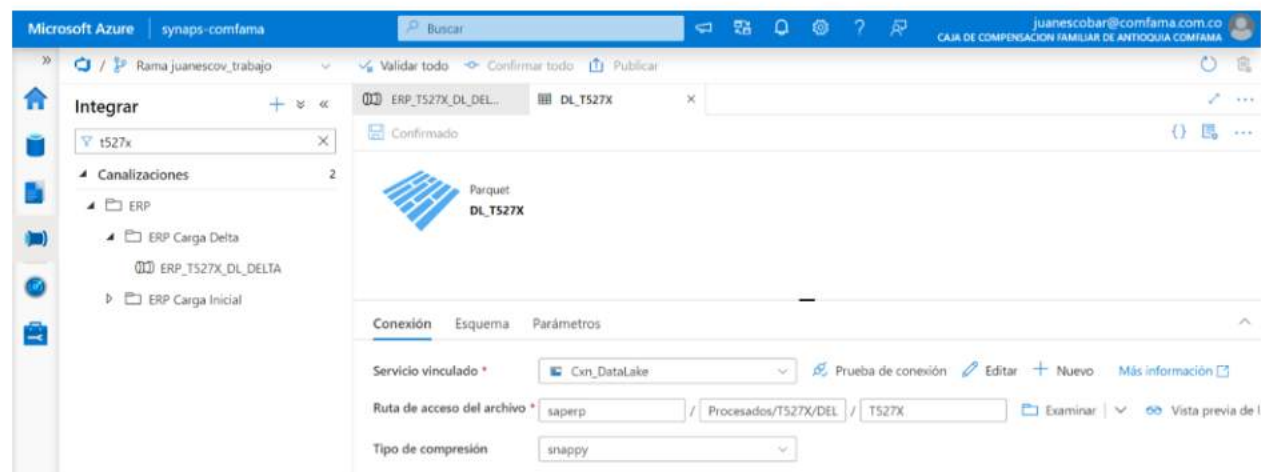 Microsoft Azure synaps-comfama Buscar juanescobar@comfama.com.co
CAJA DE COMPENSACION FAMILIAR DE ANTIOQUIA COMFAMA
» / Rama juanescov_trabajo Validar todo Confirmar todo Publicar
Integrar + « ERP_T527X_DL_DEL... DL_T527X ×
t527x × Confirmado {} ...
Canalizaciones 2
Parquet
DL_T527X
ERP
ERP Carga Delta
ERP_T527X_DL_DELTA
ERP Carga Inicial
Conexión Esquema Parámetros
Servicio vinculado * Cxn_DataLake Prueba de conexión Editar + Nuevo Más información
Ruta de acceso del archivo * saperp / Procesados/T527X/DEL / T527X Examinar Vista previa de l
Tipo de compresión snappy